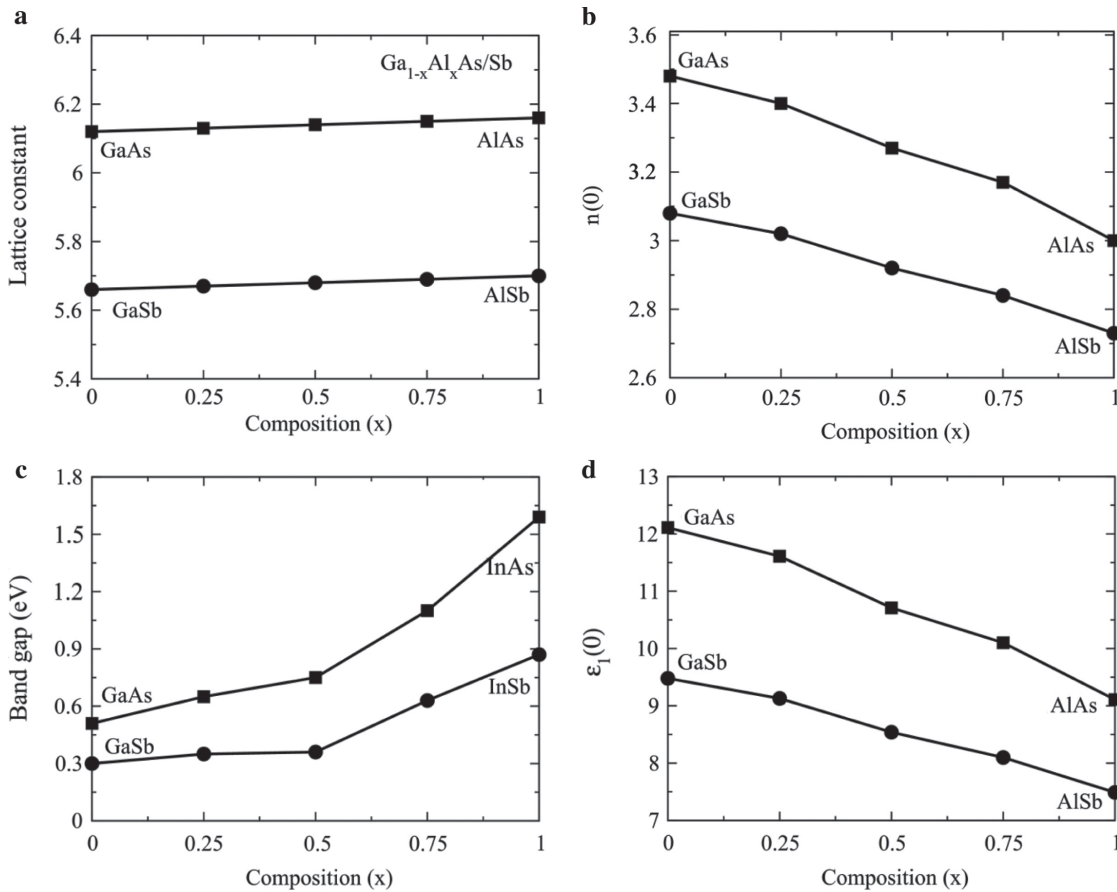 a
6.4
6.2
6
5.8
5.6
5.4
Lattice constant
Ga1-xAlxAs/Sb
GaAs
AlAs
GaSb
AlSb
0 0.25 0.5 0.75 1
Composition (x)
b
3.6
3.4
3.2
3
2.8
2.6
n(0)
GaAs
GaSb
AlAs
AlSb
0 0.25 0.5 0.75 1
Composition (x)
c
1.8
1.5
1.2
0.9
0.6
0.3
0
Band gap (eV)
InAs
GaAs
InSb
GaSb
0 0.25 0.5 0.75 1
Composition (x)
d
13
12
11
10
9
8
7
ε1(0)
GaAs
GaSb
AlAs
AlSb
0 0.25 0.5 0.75 1
Composition (x)